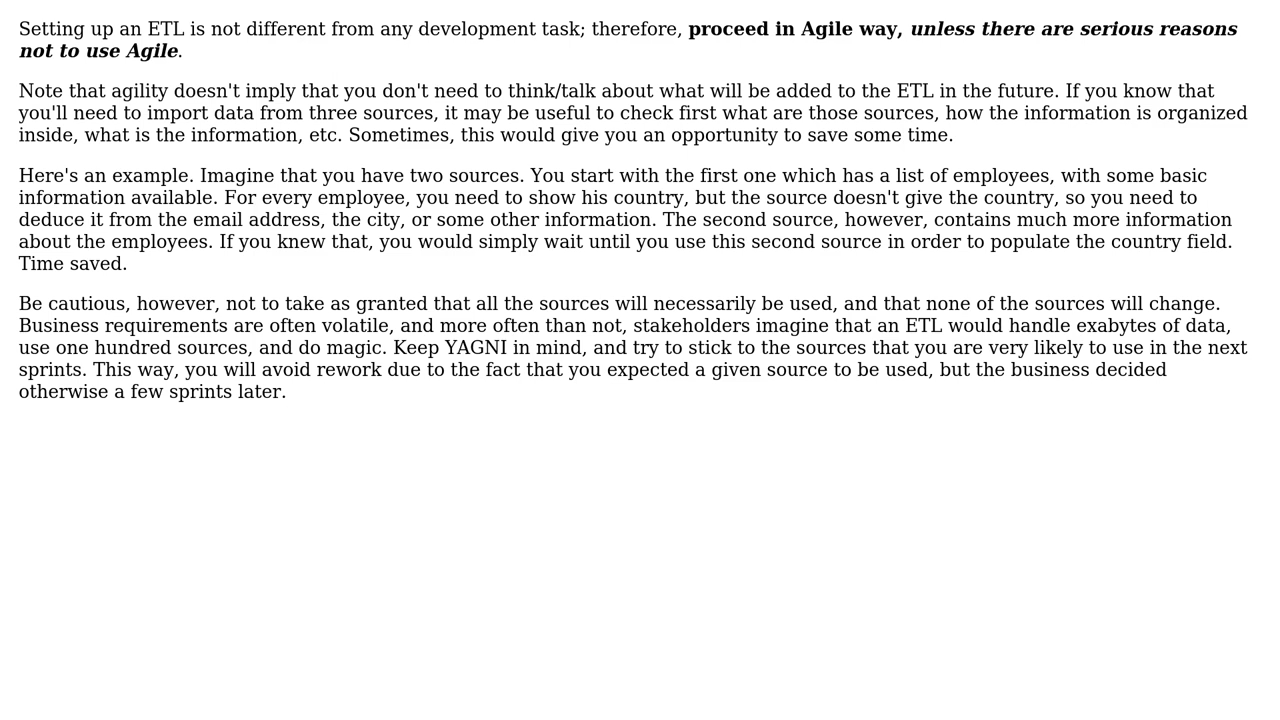 Setting up an ETL is not different from any development task; therefore, proceed in Agile way, unless there are serious reasons
not to use Agile.
Note that agility doesn't imply that you don't need to think/talk about what will be added to the ETL in the future. If you know that
you'll need to import data from three sources, it may be useful to check first what are those sources, how the information is organized
inside, what is the information, etc. Sometimes, this would give you an opportunity to save some time.
Here's an example. Imagine that you have two sources. You start with the first one which has a list of employees, with some basic
information available. For every employee, you need to show his country, but the source doesn't give the country, so you need to
deduce it from the email address, the city, or some other information. The second source, however, contains much more information
about the employees. If you knew that, you would simply wait until you use this second source in order to populate the country field.
Time saved.
Be cautious, however, not to take as granted that all the sources will necessarily be used, and that none of the sources will change.
Business requirements are often volatile, and more often than not, stakeholders imagine that an ETL would handle exabytes of data,
use one hundred sources, and do magic. Keep YAGNI in mind, and try to stick to the sources that you are very likely to use in the next
sprints. This way, you will avoid rework due to the fact that you expected a given source to be used, but the business decided
otherwise a few sprints later.